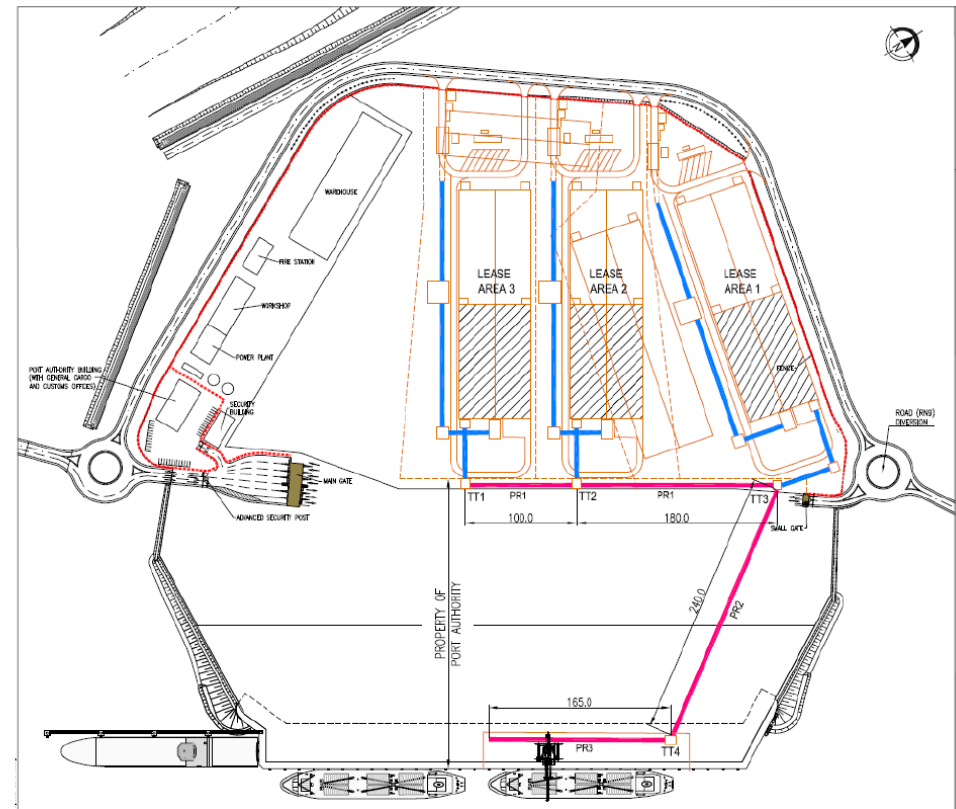 WAREHOUSE
FIRE STATION
WORKSHOP
POWER PLANT
PORT AUTHORITY BUILDING
(WITH GENERAL CARGO
AND CUSTOMS OFFICES)
SECURITY
BUILDING
MAIN GATE
ADVANCED SECURITY POST
LEASE
AREA 3
LEASE
AREA 2
LEASE
AREA 1
FENCE
ROAD (RN9)
DIVERSION
TT1
PR1
TT2
PR1
TT3
SMALL GATE
100.0
180.0
240.0
PR2
PROPERTY OF
PORT AUTHORITY
165.0
PR3
TT4